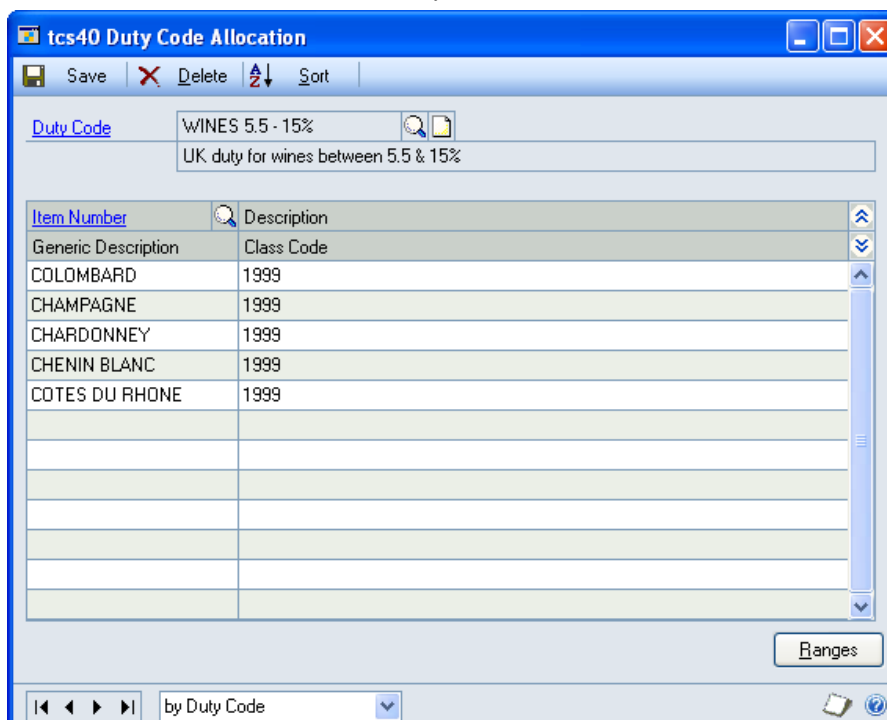 tcs40 Duty Code Allocation
Save Delete Sort
Duty Code WINES 5.5 - 15%
UK duty for wines between 5.5 & 15%
Item Number Description
Generic Description Class Code
COLOMBARD 1999
CHAMPAGNE 1999
CHARDONNEY 1999
CHENIN BLANC 1999
COTES DU RHONE 1999
Ranges
by Duty Code